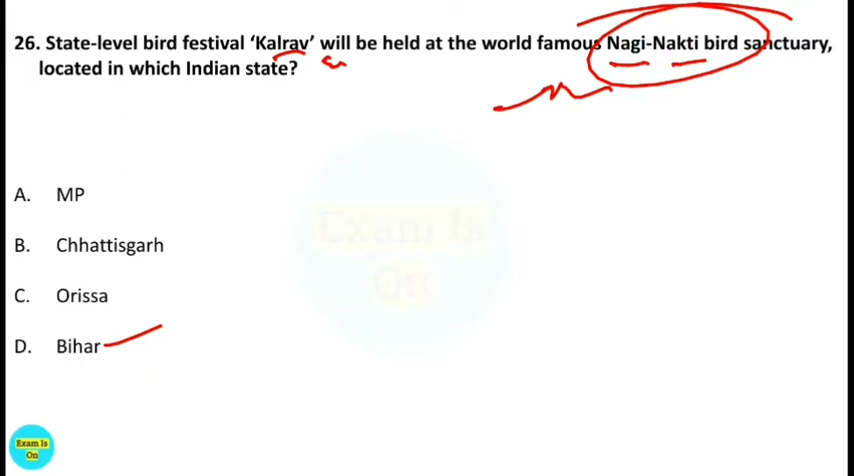 26. State-level bird festival ‘Kalrav’ will be held at the world famous Nagi-Nakti bird sanctuary,
located in which Indian state?
A. MP
B. Chhattisgarh
C. Orissa
D. Bihar
Exam Is
On
Exam Is
On